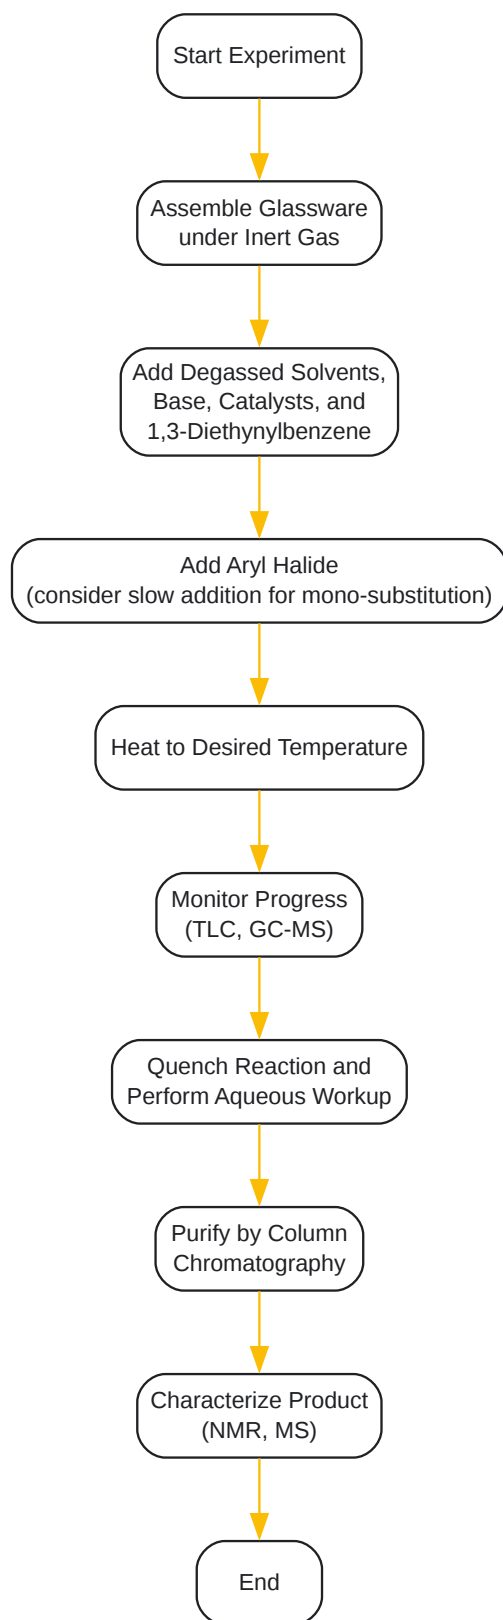 Start Experiment
Assemble Glassware
under Inert Gas
Add Degassed Solvents,
Base, Catalysts, and
1,3-Diethynylbenzene
Add Aryl Halide
(consider slow addition for mono-substitution)
Heat to Desired Temperature
Monitor Progress
(TLC, GC-MS)
Quench Reaction and
Perform Aqueous Workup
Purify by Column
Chromatography
Characterize Product
(NMR, MS)
End